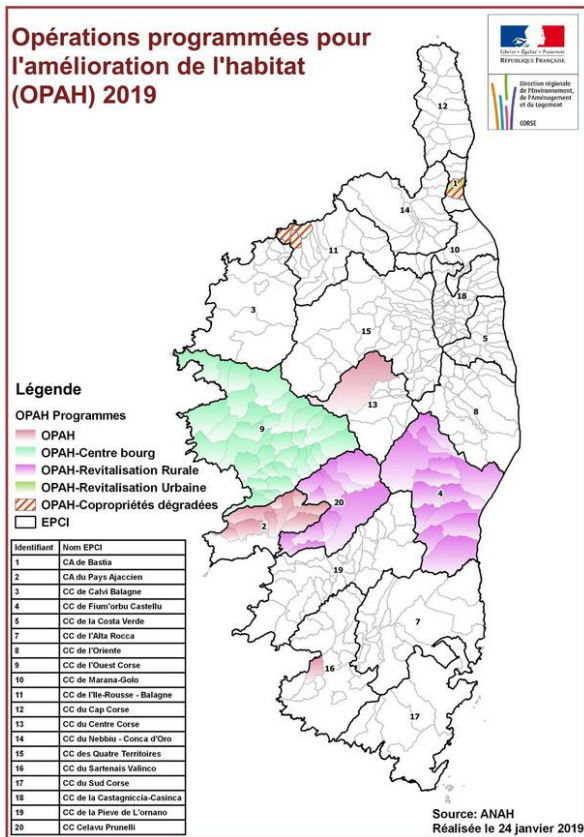 Opérations programmées pour
l'amélioration de l'habitat
(OPAH) 2019
Liberté • Égalité • Fraternité
RÉPUBLIQUE FRANÇAISE
Direction régionale
de l'Environnement,
de l'Aménagement
et du Logement
CORSE
12
1
14
10
11
18
3
15
5
13
8
9
4
20
2
19
7
16
17
Légende
OPAH Programmes
OPAH
OPAH-Centre bourg
OPAH-Revitalisation Rurale
OPAH-Revitalisation Urbaine
OPAH-Copropriétés dégradées
EPCI
Identifiant Nom EPCI
1 CA de Bastia
2 CA du Pays Ajaccien
3 CC de Calvi Balagne
4 CC de Fium'orbu Castellu
5 CC de la Costa Verde
7 CC de l'Alta Rocca
8 CC de l'Oriente
9 CC de l'Ouest Corse
10 CC de Marana-Golo
11 CC de l'Ile-Rousse - Balagne
12 CC du Cap Corse
13 CC du Centre Corse
14 CC du Nebbiu - Conca d'Oro
15 CC des Quatre Territoires
16 CC du Sartenais Valinco
17 CC du Sud Corse
18 CC de la Castagniccia-Casinca
19 CC de la Pieve de L'ornano
20 CC Celavu Prunelli
Source: ANAH
Réalisée le 24 janvier 2019